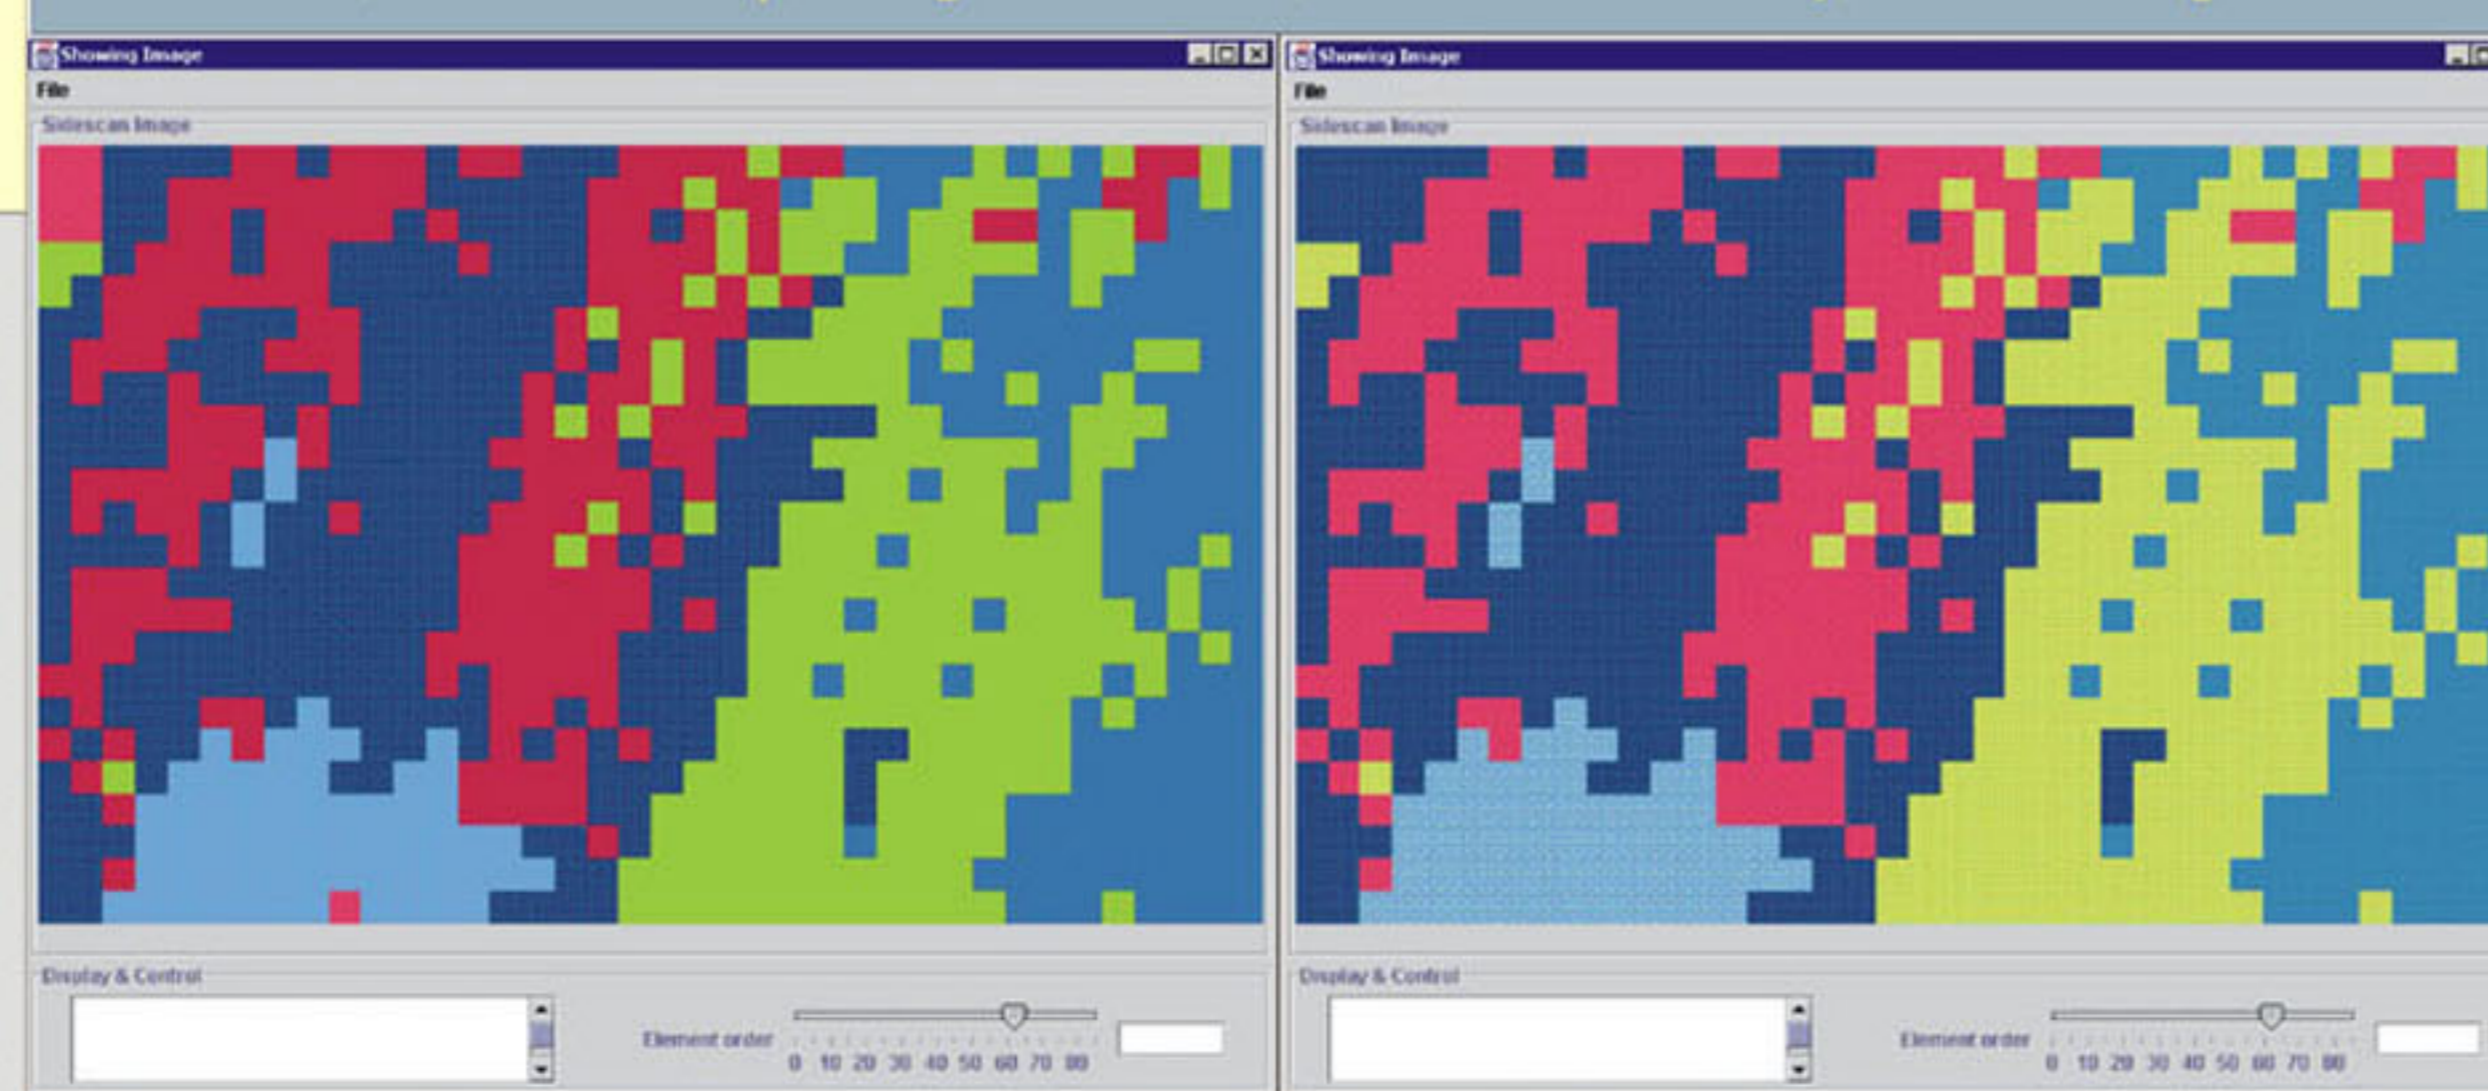 Showing Image
File
Sidescan Image
Display & Control
Element order
0 10 20 30 40 50 60 70 80
Showing Image
File
Sidescan Image
Display & Control
Element order
0 10 20 30 40 50 60 70 80